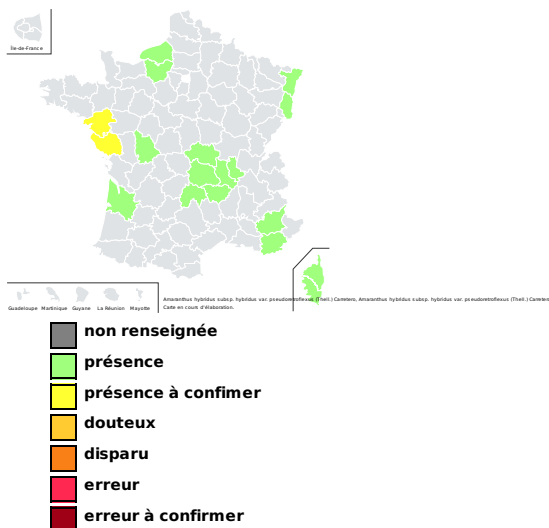 Île-de-France
Guadeloupe Martinique Guyane La Réunion Mayotte
Amaranthus hybridus subsp. hybridus var. pseudoretroflexus (Thell.) Carretero, Amaranthus hybridus subsp. hybridus var. pseudoretroflexus (Thell.) Carretero
Carte en cours d'élaboration.
non renseignée
présence
présence à confimer
douteux
disparu
erreur
erreur à confirmer